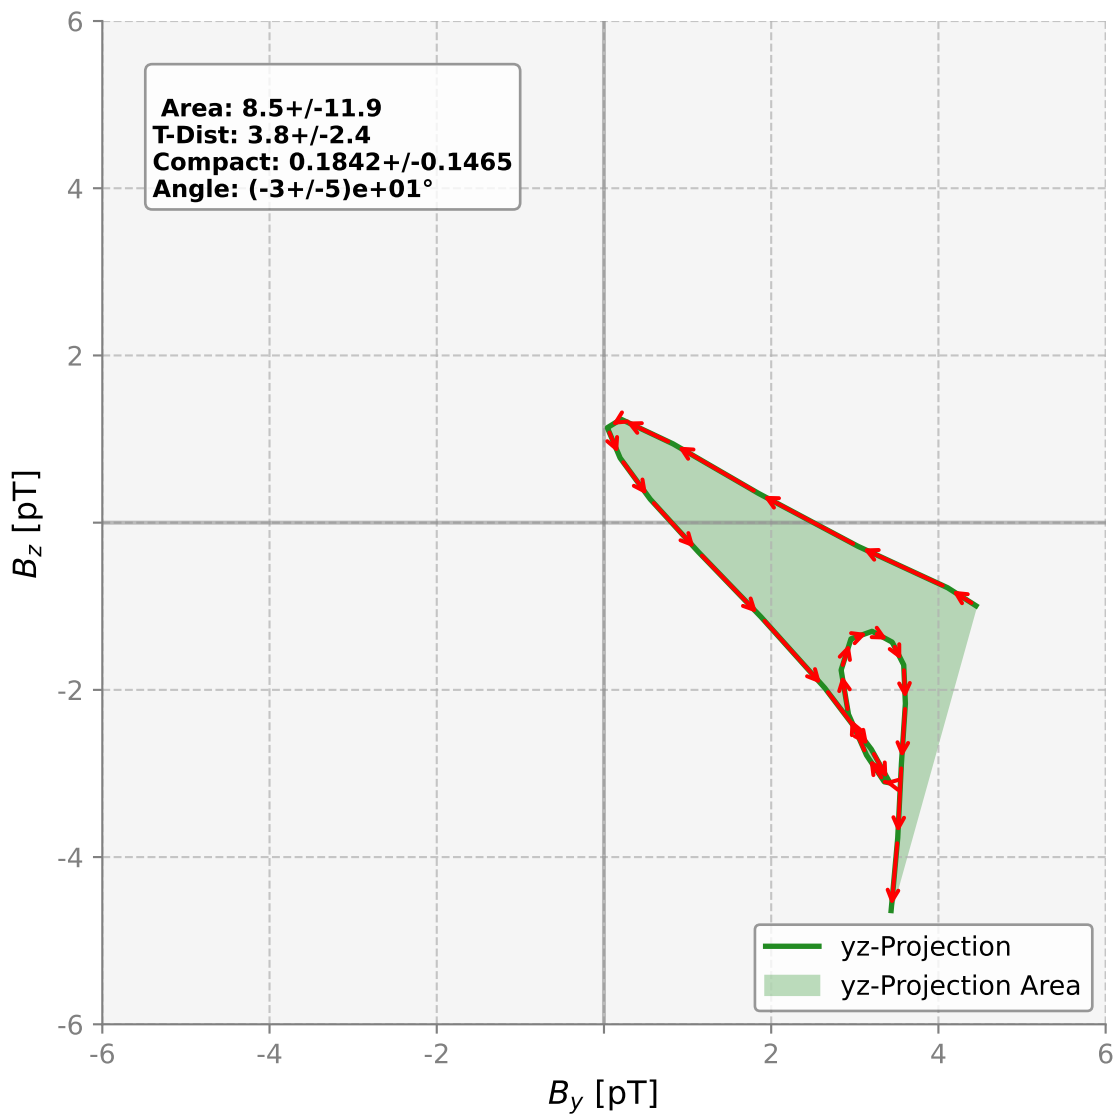 6
4
2
-2
-4
-6
-6
-4
-2
0
2
4
6
Area: 8.5+/-11.9
T-Dist: 3.8+/-2.4
Compact: 0.1842+/-0.1465
Angle: (-3+/-5)e+01°
B_z [pT]
B_y [pT]
yz-Projection
yz-Projection Area